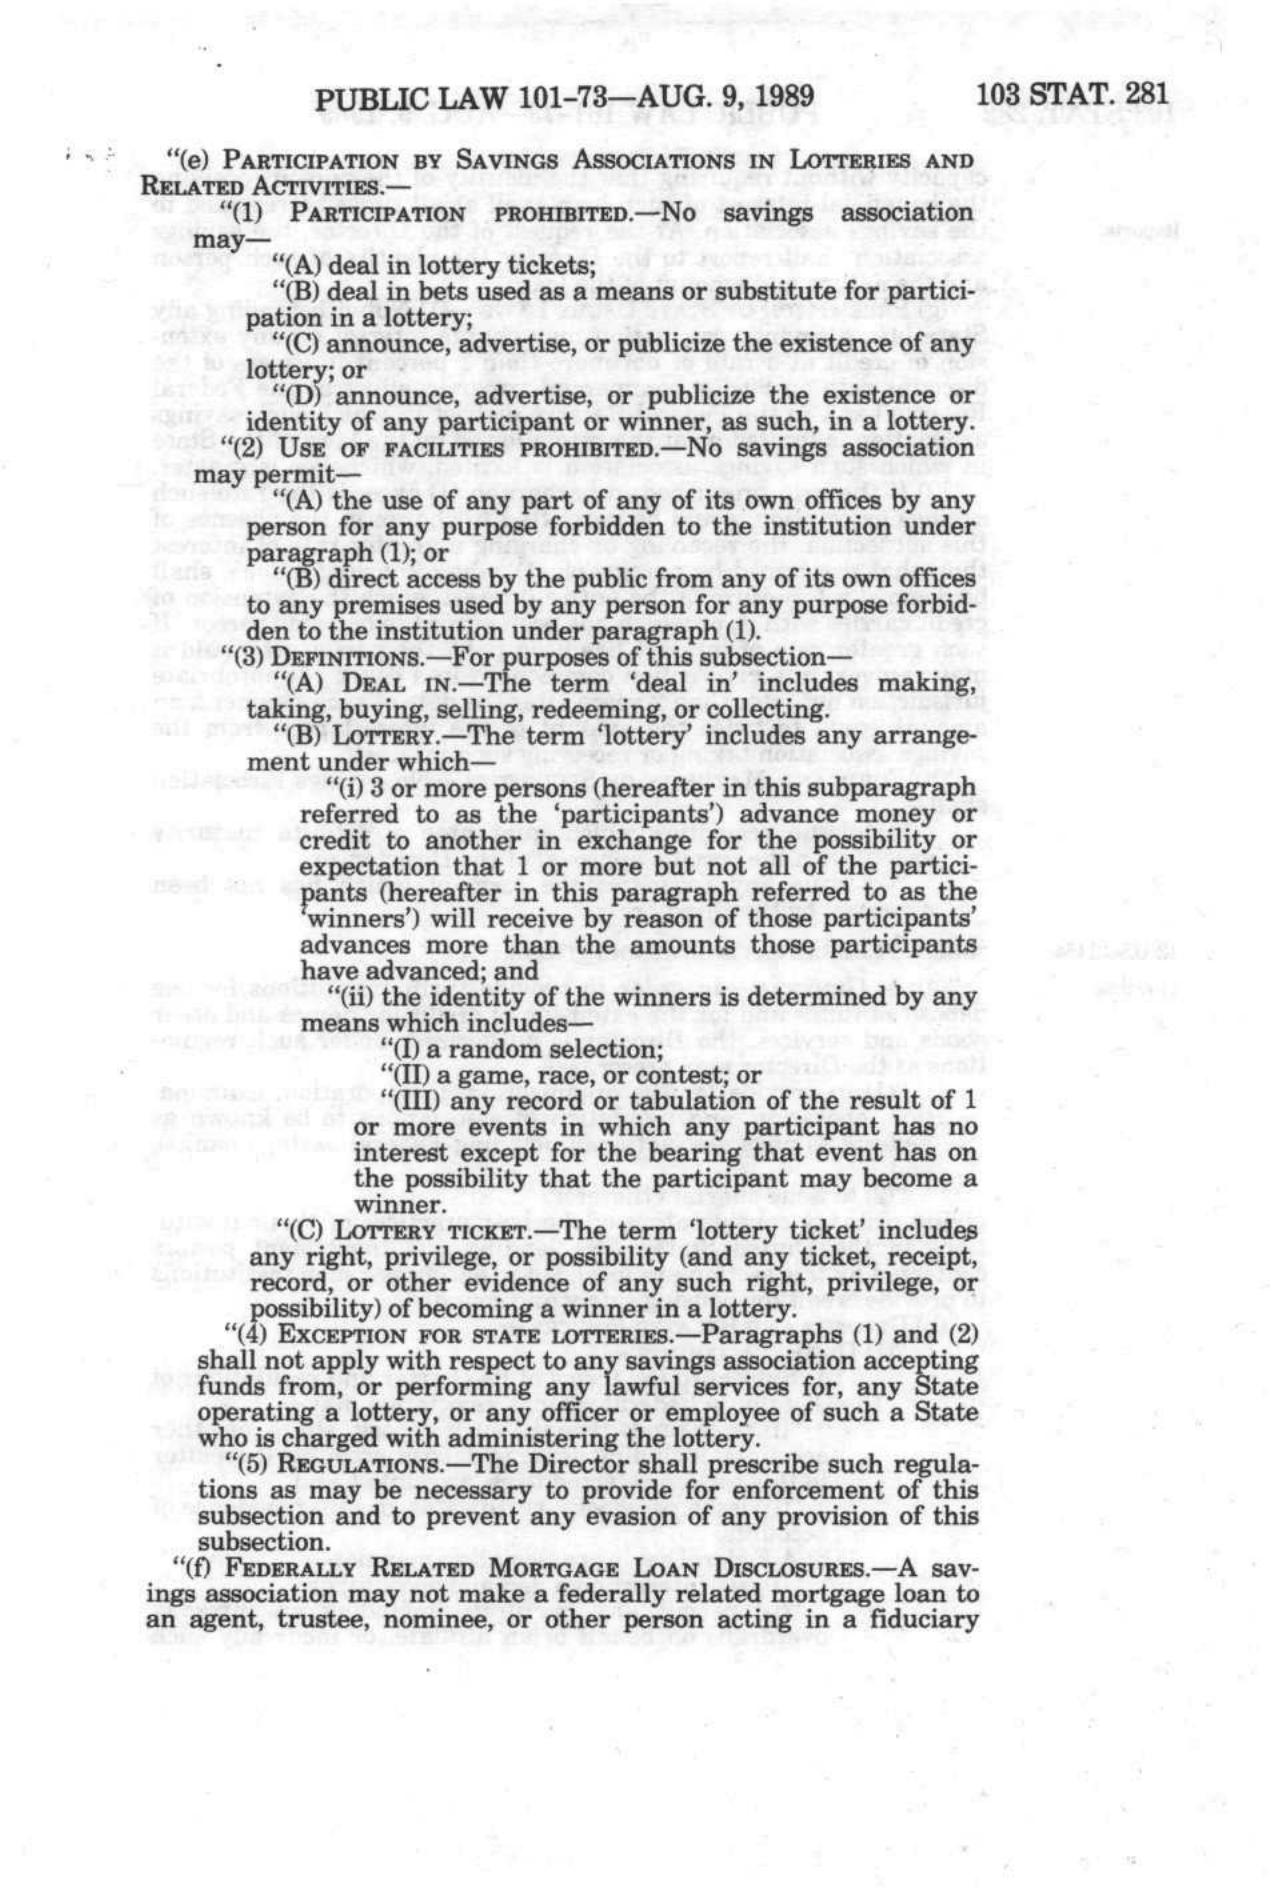 PUBLIC LAW 101-73—AUG. 9, 1989 103 STAT. 281
“(e) PARTICIPATION BY SAVINGS ASSOCIATIONS IN LOTTERIES AND
RELATED ACTIVITIES.—
“(1) PARTICIPATION PROHIBITED.—No savings association
may—
“(A) deal in lottery tickets;
“(B) deal in bets used as a means or substitute for partici-
pation in a lottery;
“(C) announce, advertise, or publicize the existence of any
lottery; or
“(D) announce, advertise, or publicize the existence or
identity of any participant or winner, as such, in a lottery.
“(2) USE OF FACILITIES PROHIBITED.—No savings association
may permit—
“(A) the use of any part of any of its own offices by any
person for any purpose forbidden to the institution under
paragraph (1); or
“(B) direct access by the public from any of its own offices
to any premises used by any person for any purpose forbid-
den to the institution under paragraph (1).
“(3) DEFINITIONS.—For purposes of this subsection—
“(A) DEAL IN.—The term ‘deal in’ includes making,
taking, buying, selling, redeeming, or collecting.
“(B) LOTTERY.—The term ‘lottery’ includes any arrange-
ment under which—
“(i) 3 or more persons (hereafter in this subparagraph
referred to as the ‘participants’) advance money or
credit to another in exchange for the possibility or
expectation that 1 or more but not all of the partici-
pants (hereafter in this paragraph referred to as the
‘winners’) will receive by reason of those participants’
advances more than the amounts those participants
have advanced; and
“(ii) the identity of the winners is determined by any
means which includes—
“(I) a random selection;
“(II) a game, race, or contest; or
“(III) any record or tabulation of the result of 1
or more events in which any participant has no
interest except for the bearing that event has on
the possibility that the participant may become a
winner.
“(C) LOTTERY TICKET.—The term ‘lottery ticket’ includes
any right, privilege, or possibility (and any ticket, receipt,
record, or other evidence of any such right, privilege, or
possibility) of becoming a winner in a lottery.
“(4) EXCEPTION FOR STATE LOTTERIES.—Paragraphs (1) and (2)
shall not apply with respect to any savings association accepting
funds from, or performing any lawful services for, any State
operating a lottery, or any officer or employee of such a State
who is charged with administering the lottery.
“(5) REGULATIONS.—The Director shall prescribe such regula-
tions as may be necessary to provide for enforcement of this
subsection and to prevent any evasion of any provision of this
subsection.
“(f) FEDERALLY RELATED MORTGAGE LOAN DISCLOSURES.—A sav-
ings association may not make a federally related mortgage loan to
an agent, trustee, nominee, or other person acting in a fiduciary